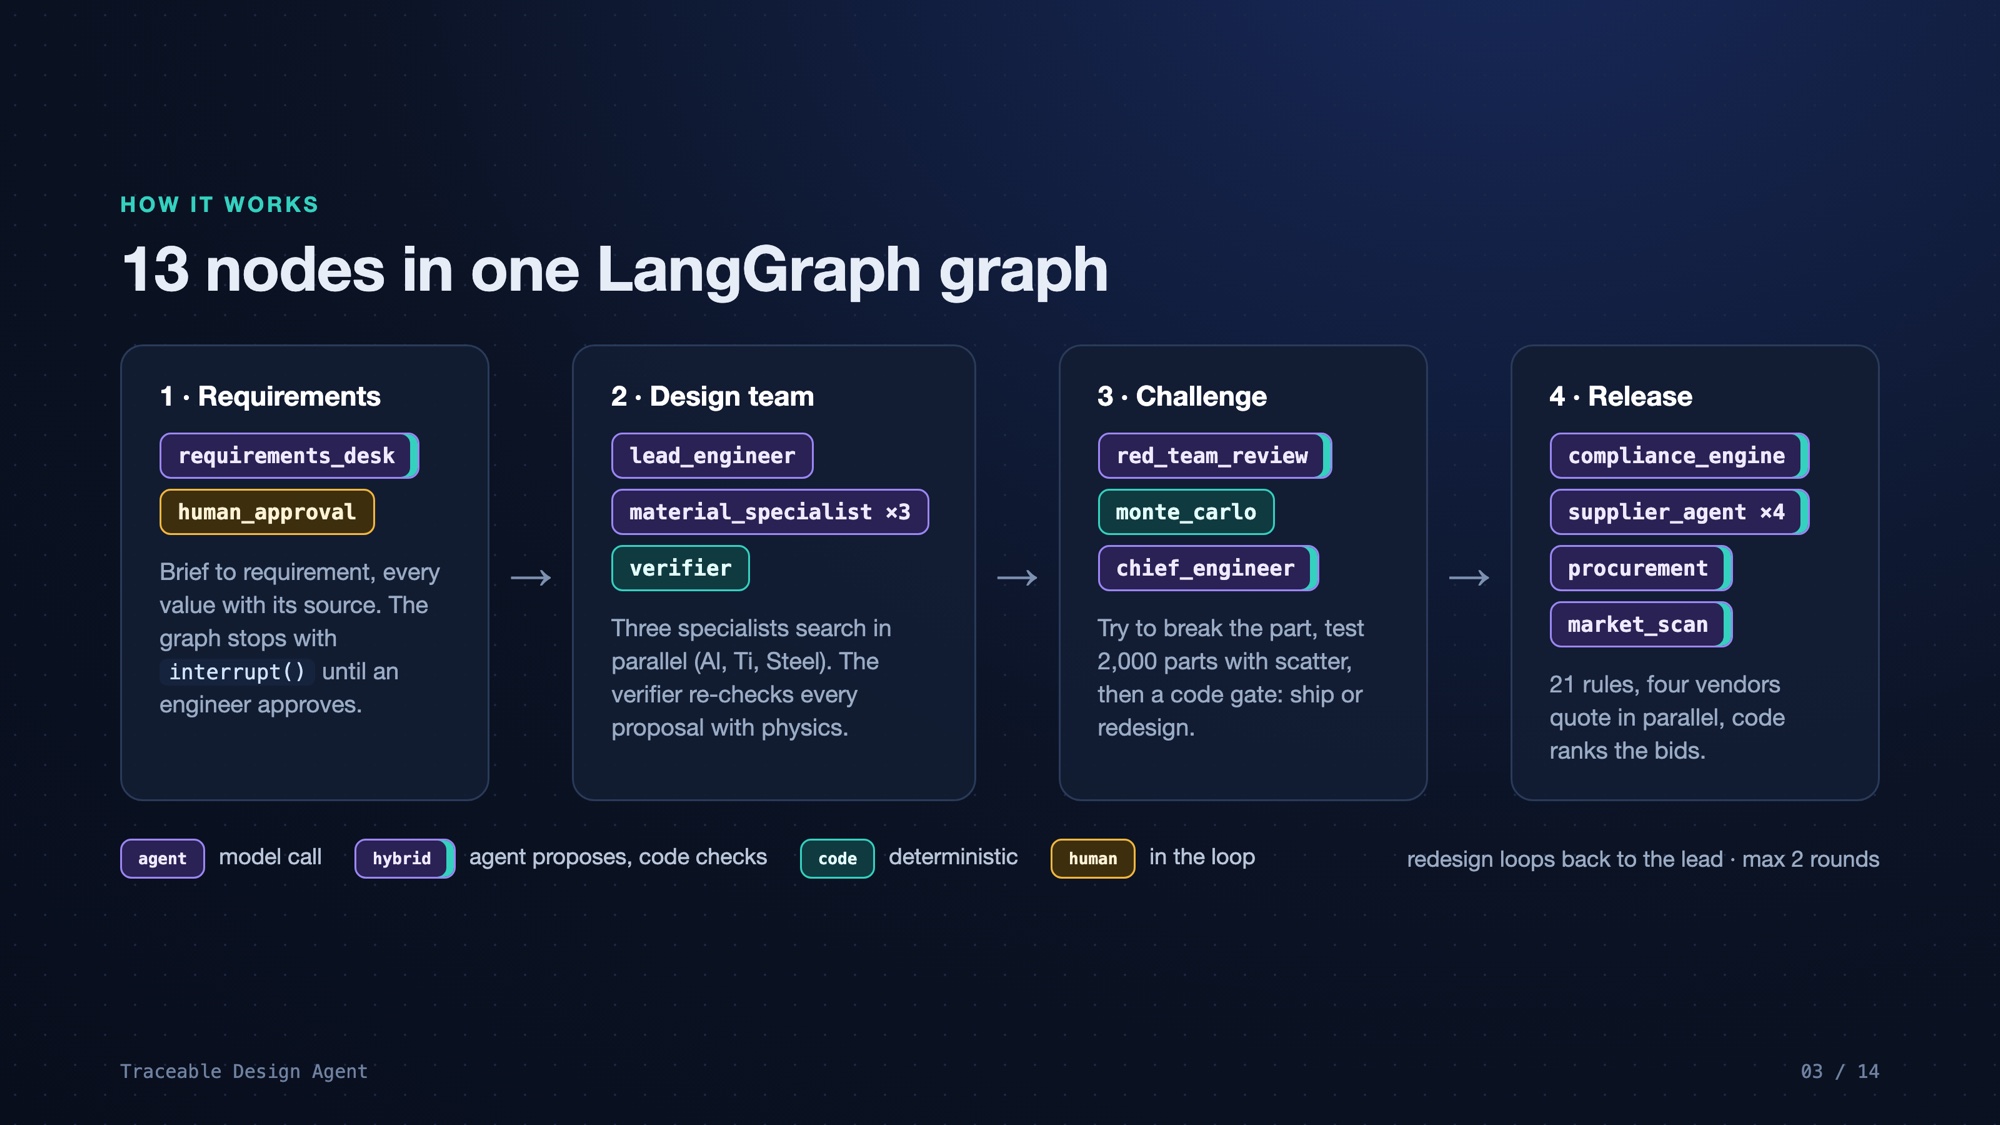 HOW IT WORKS
13 nodes in one LangGraph graph
1 · Requirements
requirements_desk
human_approval
Brief to requirement, every
value with its source. The
graph stops with
interrupt() until an
engineer approves.
→
2 · Design team
lead_engineer
material_specialist ×3
verifier
Three specialists search in
parallel (Al, Ti, Steel). The
verifier re-checks every
proposal with physics.
→
3 · Challenge
red_team_review
monte_carlo
chief_engineer
Try to break the part, test
2,000 parts with scatter,
then a code gate: ship or
redesign.
→
4 · Release
compliance_engine
supplier_agent ×4
procurement
market_scan
21 rules, four vendors
quote in parallel, code
ranks the bids.
agent model call hybrid agent proposes, code checks code deterministic human in the loop redesign loops back to the lead · max 2 rounds
Traceable Design Agent 03 / 14